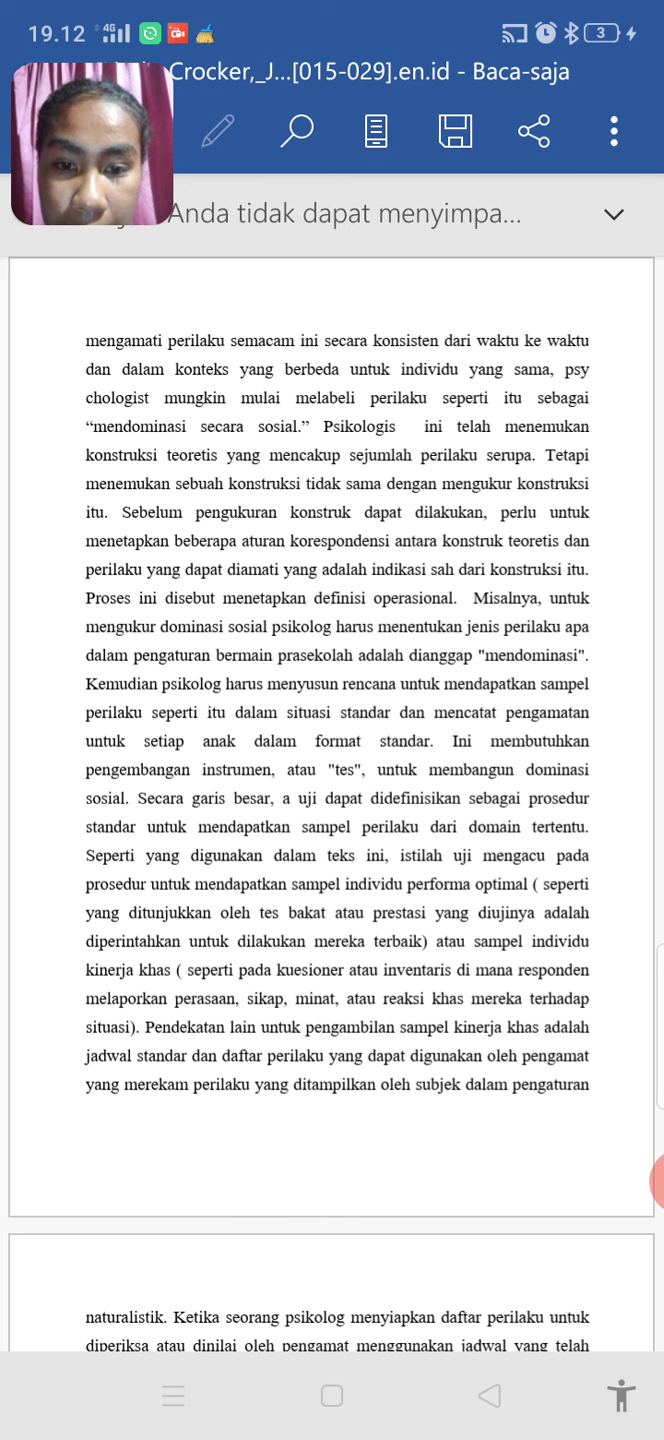 19.12 4G 3
Crocker,_J...[015-029].en.id - Baca-saja
Anda tidak dapat menyimpa...
mengamati perilaku semacam ini secara konsisten dari waktu ke waktu
dan dalam konteks yang berbeda untuk individu yang sama, psy
chologist mungkin mulai melabeli perilaku seperti itu sebagai
“mendominasi secara sosial.” Psikologis ini telah menemukan
konstruksi teoretis yang mencakup sejumlah perilaku serupa. Tetapi
menemukan sebuah konstruksi tidak sama dengan mengukur konstruksi
itu. Sebelum pengukuran konstruk dapat dilakukan, perlu untuk
menetapkan beberapa aturan korespondensi antara konstruk teoretis dan
perilaku yang dapat diamati yang adalah indikasi sah dari konstruksi itu.
Proses ini disebut menetapkan definisi operasional. Misalnya, untuk
mengukur dominasi sosial psikolog harus menentukan jenis perilaku apa
dalam pengaturan bermain prasekolah adalah dianggap "mendominasi".
Kemudian psikolog harus menyusun rencana untuk mendapatkan sampel
perilaku seperti itu dalam situasi standar dan mencatat pengamatan
untuk setiap anak dalam format standar. Ini membutuhkan
pengembangan instrumen, atau "tes", untuk membangun dominasi
sosial. Secara garis besar, a uji dapat didefinisikan sebagai prosedur
standar untuk mendapatkan sampel perilaku dari domain tertentu.
Seperti yang digunakan dalam teks ini, istilah uji mengacu pada
prosedur untuk mendapatkan sampel individu performa optimal ( seperti
yang ditunjukkan oleh tes bakat atau prestasi yang diujinya adalah
diperintahkan untuk dilakukan mereka terbaik) atau sampel individu
kinerja khas ( seperti pada kuesioner atau inventaris di mana responden
melaporkan perasaan, sikap, minat, atau reaksi khas mereka terhadap
situasi). Pendekatan lain untuk pengambilan sampel kinerja khas adalah
jadwal standar dan daftar perilaku yang dapat digunakan oleh pengamat
yang merekam perilaku yang ditampilkan oleh subjek dalam pengaturan
naturalistik. Ketika seorang psikolog menyiapkan daftar perilaku untuk
diperiksa atau dinilai oleh pengamat menggunakan jadwal yang telah